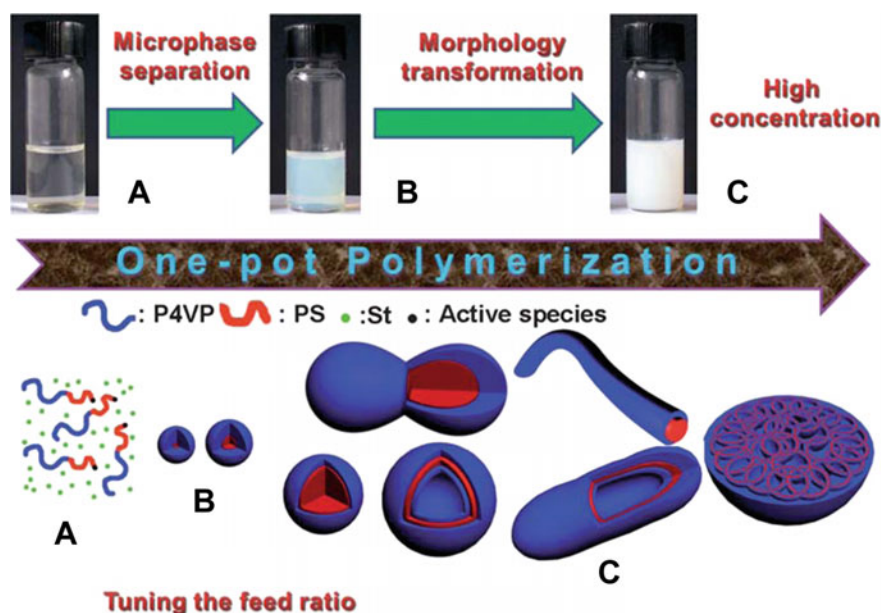 Microphase
separation
Morphology
transformation
High
concentration
A
B
C
One-pot Polymerization
: P4VP : PS :St : Active species
A
B
C
Tuning the feed ratio